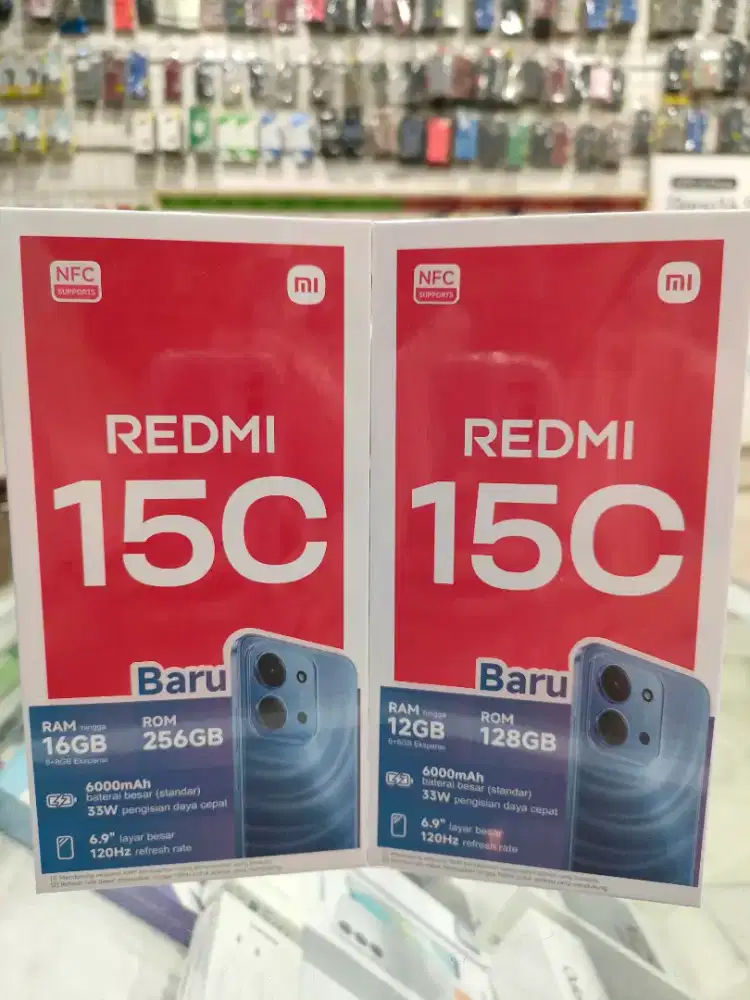 NFC
SUPPORTS
mi
REDMI
15C
Baru
RAM hingga
16GB
8+8GB Ekspansi
ROM
256GB
6000mAh
baterai besar (standar)
33W pengisian daya cepat
6.9" layar besar
120Hz refresh rate
NFC
SUPPORTS
mi
REDMI
15C
Baru
RAM hingga
12GB
6+6GB Ekspansi
ROM
128GB
6000mAh
baterai besar (standar)
33W pengisian daya cepat
6.9" layar besar
120Hz refresh rate